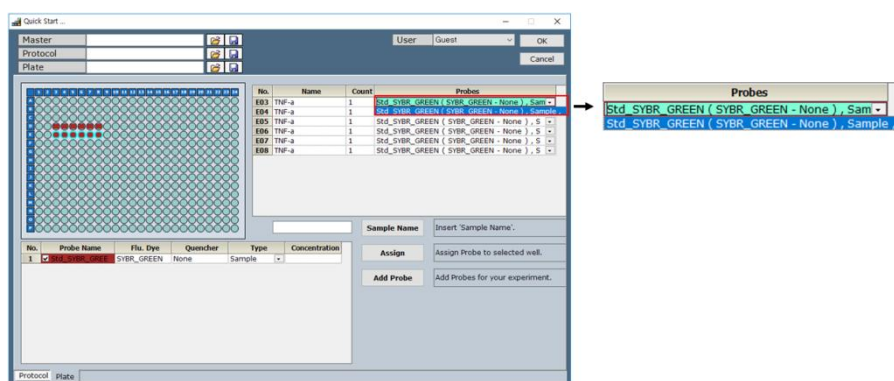 Quick Start ...
Master
User Guest OK
Protocol
Cancel
Plate
No. Name Count Probes
E03 TNF-a 1 Std_SYBR_GREEN ( SYBR_GREEN - None ) , Sam
E04 TNF-a 1 Std_SYBR_GREEN ( SYBR_GREEN - None ) , Sample ,
E05 TNF-a 1 Std_SYBR_GREEN ( SYBR_GREEN - None ) , S
E06 TNF-a 1 Std_SYBR_GREEN ( SYBR_GREEN - None ) , S
E07 TNF-a 1 Std_SYBR_GREEN ( SYBR_GREEN - None ) , S
E08 TNF-a 1 Std_SYBR_GREEN ( SYBR_GREEN - None ) , S
Sample Name Insert 'Sample Name'.
Assign Assign Probe to selected well.
Add Probe Add Probes for your experiment.
No. Probe Name Flu. Dye Quencher Type Concentration
1 Std_SYBR_GREE SYBR_GREEN None Sample
Protocol Plate
Probes
Std_SYBR_GREEN ( SYBR_GREEN - None ) , Sam
Std_SYBR_GREEN ( SYBR_GREEN - None ) , Sample ,